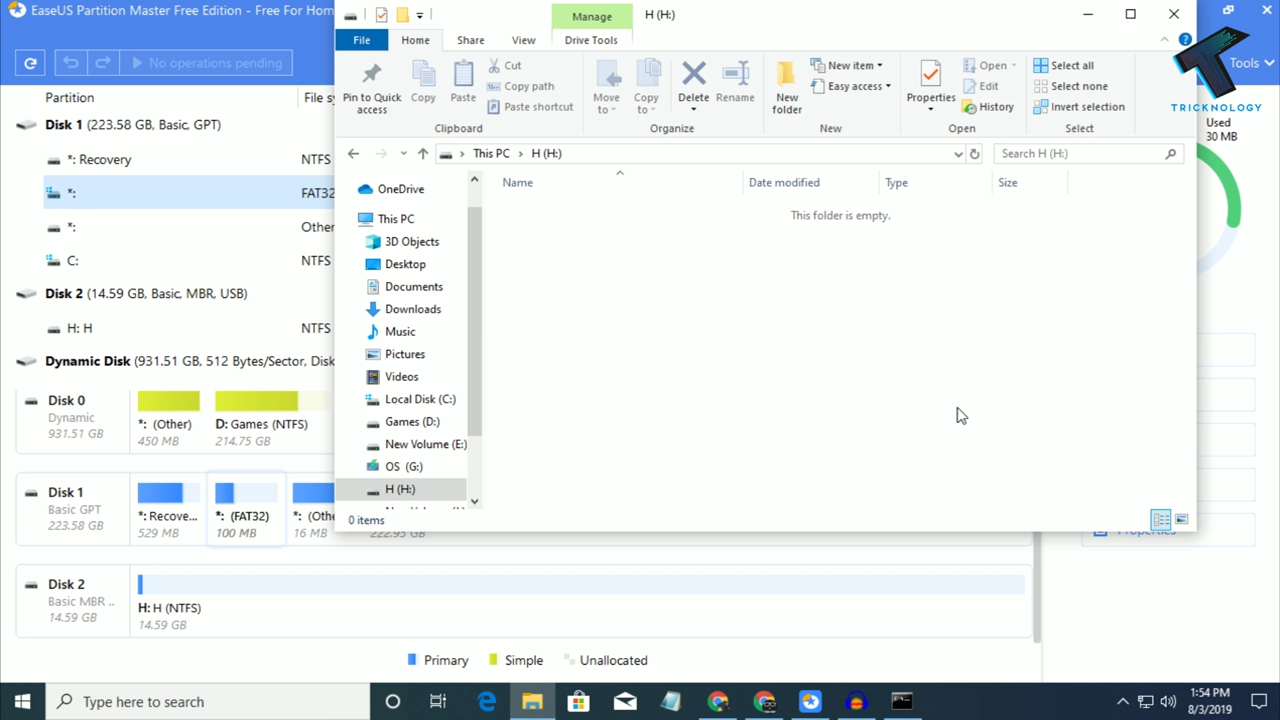 EaseUS Partition Master Free Edition - Free For Hom
Manage
H (H:)
File
Home
Share
View
Drive Tools
No operations pending
Tools
TRICKNOLOGY
Pin to Quick access
Copy
Paste
Cut
Copy path
Paste shortcut
Move to
Copy to
Delete
Rename
New folder
New item
Easy access
Properties
Open
Edit
History
Select all
Select none
Invert selection
Clipboard
Organize
New
Open
Select
Used
30 MB
Partition
File sy
Disk 1 (223.58 GB, Basic, GPT)
*: Recovery
NTFS
*:
FAT32
*:
Other
C:
NTFS
Disk 2 (14.59 GB, Basic, MBR, USB)
H: H
NTFS
Dynamic Disk (931.51 GB, 512 Bytes/Sector, Disk
This PC
H (H:)
Search H (H:)
Name
Date modified
Type
Size
This folder is empty.
OneDrive
This PC
3D Objects
Desktop
Documents
Downloads
Music
Pictures
Videos
Local Disk (C:)
Games (D:)
New Volume (E:)
OS (G:)
H (H:)
0 items
Disk 0
Dynamic
931.51 GB
*: (Other)
450 MB
D: Games (NTFS)
214.75 GB
Disk 1
Basic GPT
223.58 GB
*: Recove...
529 MB
*: (FAT32)
100 MB
*: (Othe
16 MB
222.95 GB
Properties
Disk 2
Basic MBR ..
14.59 GB
H: H (NTFS)
14.59 GB
Primary
Simple
Unallocated
Type here to search
1:54 PM
8/3/2019